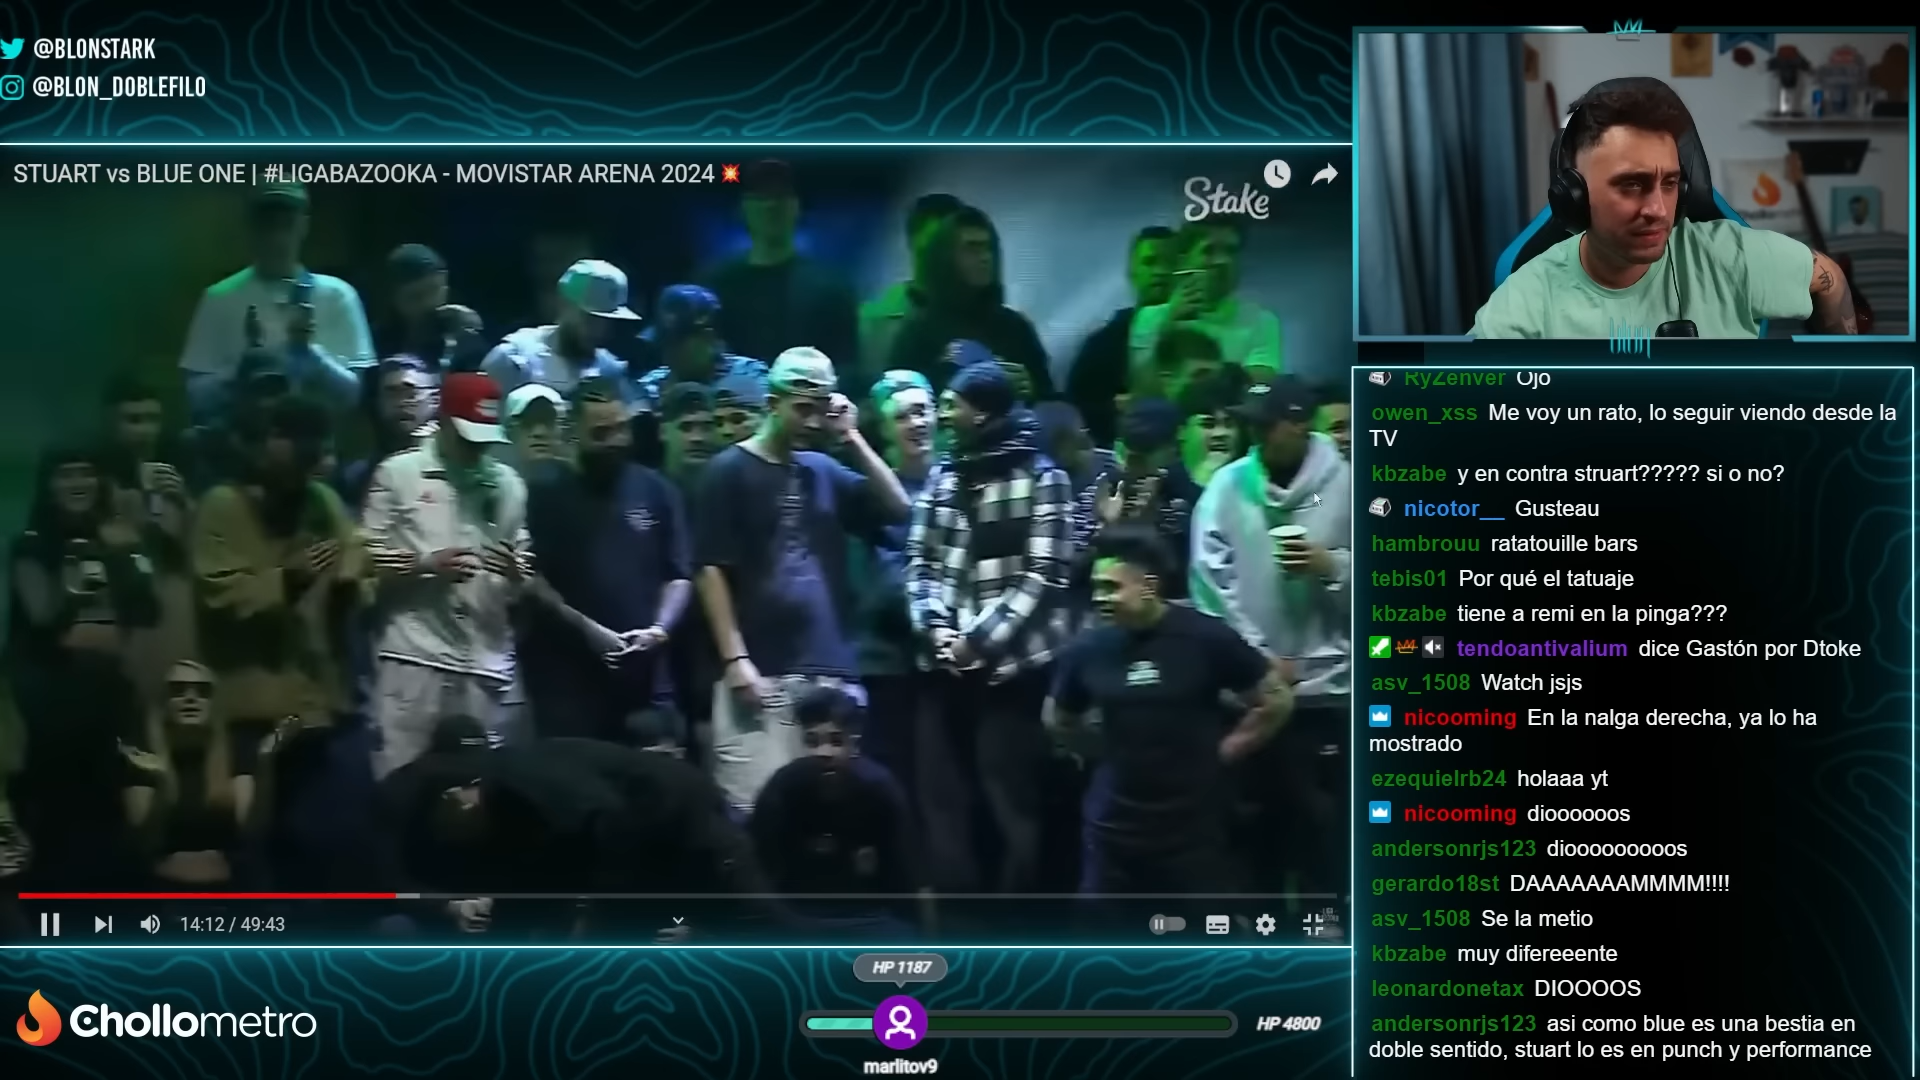 @BLONSTARK
@BLON_DOBLEFILO
STUART vs BLUE ONE | #LIGABAZOOKA - MOVISTAR ARENA 2024
Stake
14:12 / 49:43
Chollometro
HP 1187
HP 4800
marlitov9
RyZenver Ojo
owen_xss Me voy un rato, lo seguir viendo desde la
TV
kbzabe y en contra struart????? si o no?
nicotor__ Gusteau
hambrouu ratatouille bars
tebis01 Por qué el tatuaje
kbzabe tiene a remi en la pinga???
tendoantivalium dice Gastón por Dtoke
asv_1508 Watch jsjs
nicooming En la nalga derecha, ya lo ha
mostrado
ezequielrb24 holaaa yt
nicooming dioooooos
andersonrjs123 diooooooooos
gerardo18st DAAAAAAAMMMM!!!!
asv_1508 Se la metio
kbzabe muy difereeente
leonardonetax DIOOOOS
andersonrjs123 asi como blue es una bestia en
doble sentido, stuart lo es en punch y performance